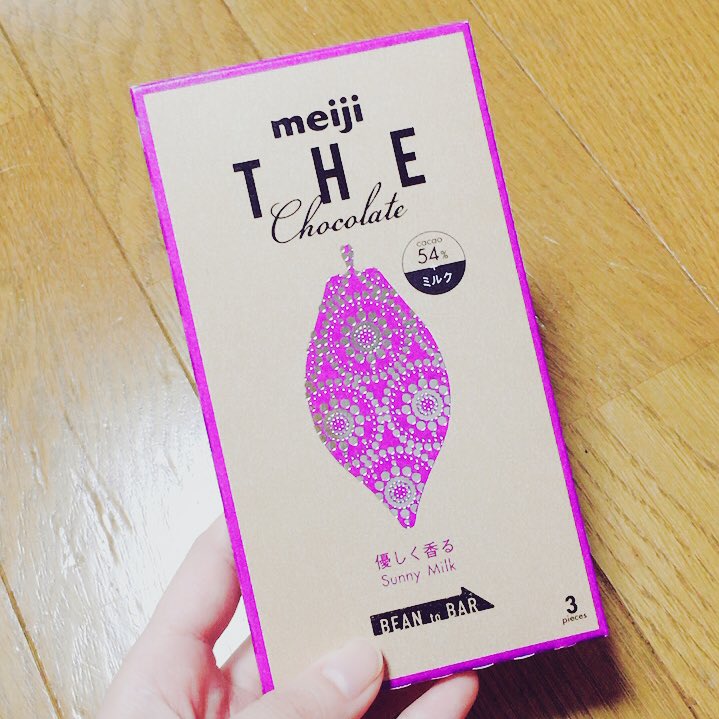 meiji
THE
Chocolate
cacao
54%
ミルク
優しく香る
Sunny Milk
BEAN to BAR
3
pieces